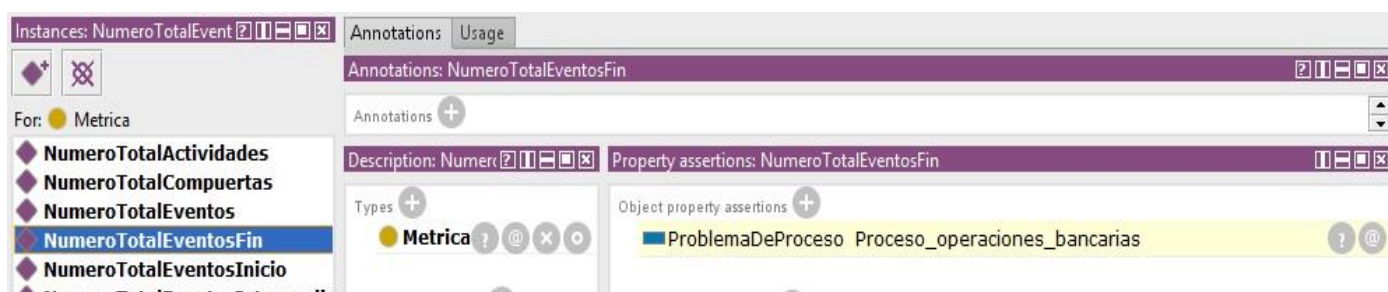 Instances: NumeroTotalEvent
Annotations Usage
Annotations: NumeroTotalEventosFin
For: Metrica
Annotations
NumeroTotalActividades
NumeroTotalCompuertas
NumeroTotalEventos
NumeroTotalEventosFin
NumeroTotalEventosInicio
Description: Numer
Types
Metrica
Property assertions: NumeroTotalEventosFin
Object property assertions
ProblemaDeProceso Proceso_operaciones_bancarias